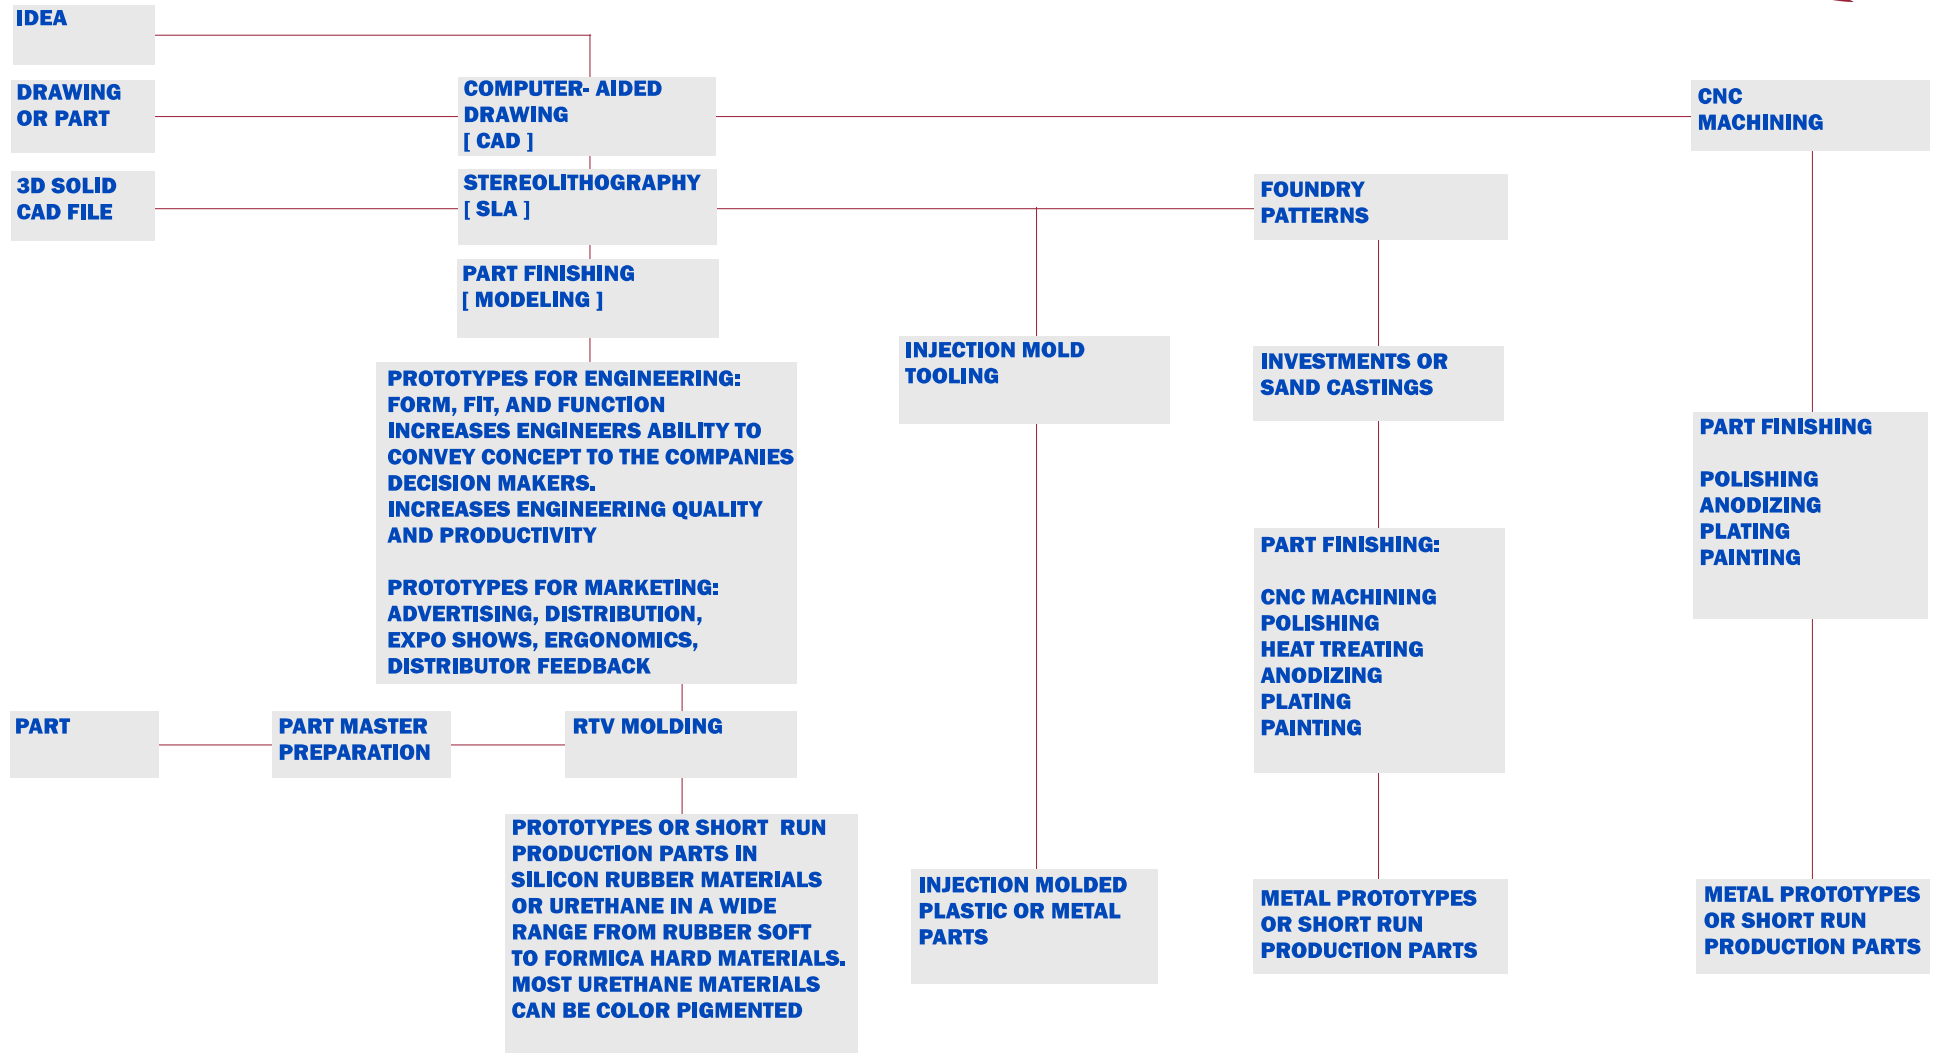 IDEA
DRAWING
OR PART
COMPUTER- AIDED
DRAWING
[ CAD ]
CNC
MACHINING
3D SOLID
CAD FILE
STEREOLITHOGRAPHY
[ SLA ]
FOUNDRY
PATTERNS
PART FINISHING
[ MODELING ]
INJECTION MOLD
TOOLING
INVESTMENTS OR
SAND CASTINGS
PROTOTYPES FOR ENGINEERING:
FORM, FIT, AND FUNCTION
INCREASES ENGINEERS ABILITY TO
CONVEY CONCEPT TO THE COMPANIES
DECISION MAKERS.
INCREASES ENGINEERING QUALITY
AND PRODUCTIVITY
PROTOTYPES FOR MARKETING:
ADVERTISING, DISTRIBUTION,
EXPO SHOWS, ERGONOMICS,
DISTRIBUTOR FEEDBACK
PART FINISHING
POLISHING
ANODIZING
PLATING
PAINTING
PART FINISHING:
CNC MACHINING
POLISHING
HEAT TREATING
ANODIZING
PLATING
PAINTING
PART
PART MASTER
PREPARATION
RTV MOLDING
PROTOTYPES OR SHORT RUN
PRODUCTION PARTS IN
SILICON RUBBER MATERIALS
OR URETHANE IN A WIDE
RANGE FROM RUBBER SOFT
TO FORMICA HARD MATERIALS.
MOST URETHANE MATERIALS
CAN BE COLOR PIGMENTED
INJECTION MOLDED
PLASTIC OR METAL
PARTS
METAL PROTOTYPES
OR SHORT RUN
PRODUCTION PARTS
METAL PROTOTYPES
OR SHORT RUN
PRODUCTION PARTS